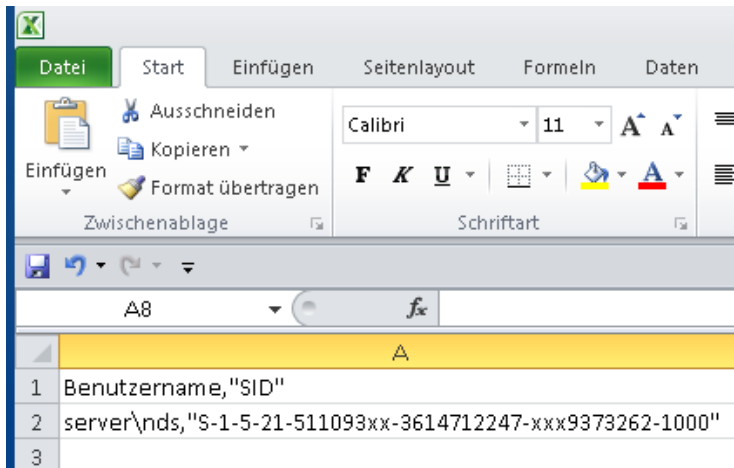 Datei Start Einfügen Seitenlayout Formeln Daten
Ausschneiden
Kopieren
Format übertragen
Einfügen
Zwischenablage
Calibri 11 A A
F K U A
Schriftart
A8 fx
A
1 Benutzername,"SID"
2 server\nds,"S-1-5-21-511093xx-3614712247-xxx9373262-1000"
3